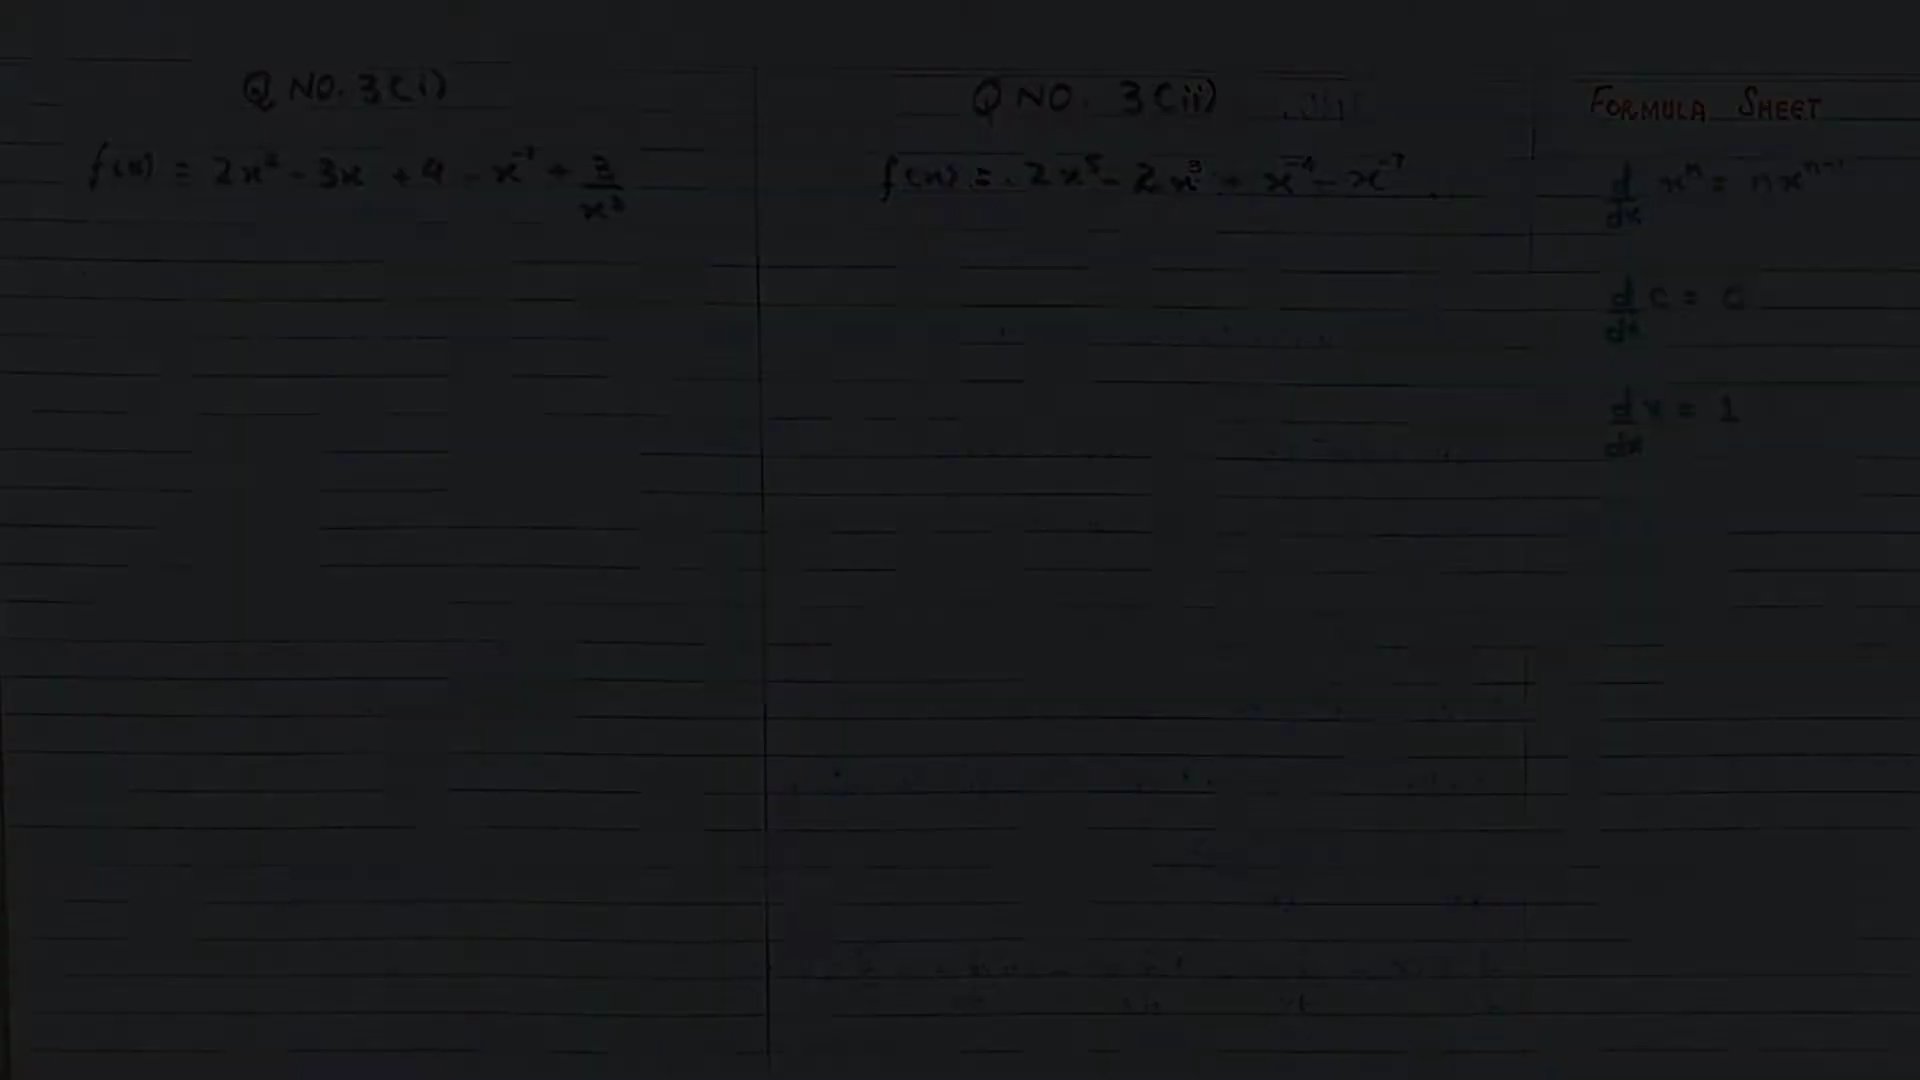 Q NO. 3(i)
f(x) = 2x² - 3x + 4 - x⁻¹ + 3/x³
Q NO. 3(ii)
f(x) = 2x⁵ - 2x³ + x⁻⁴ - x⁻⁷
FORMULA SHEET
d/dx xⁿ = nxⁿ⁻¹
d/dx c = 0
d/dx x = 1